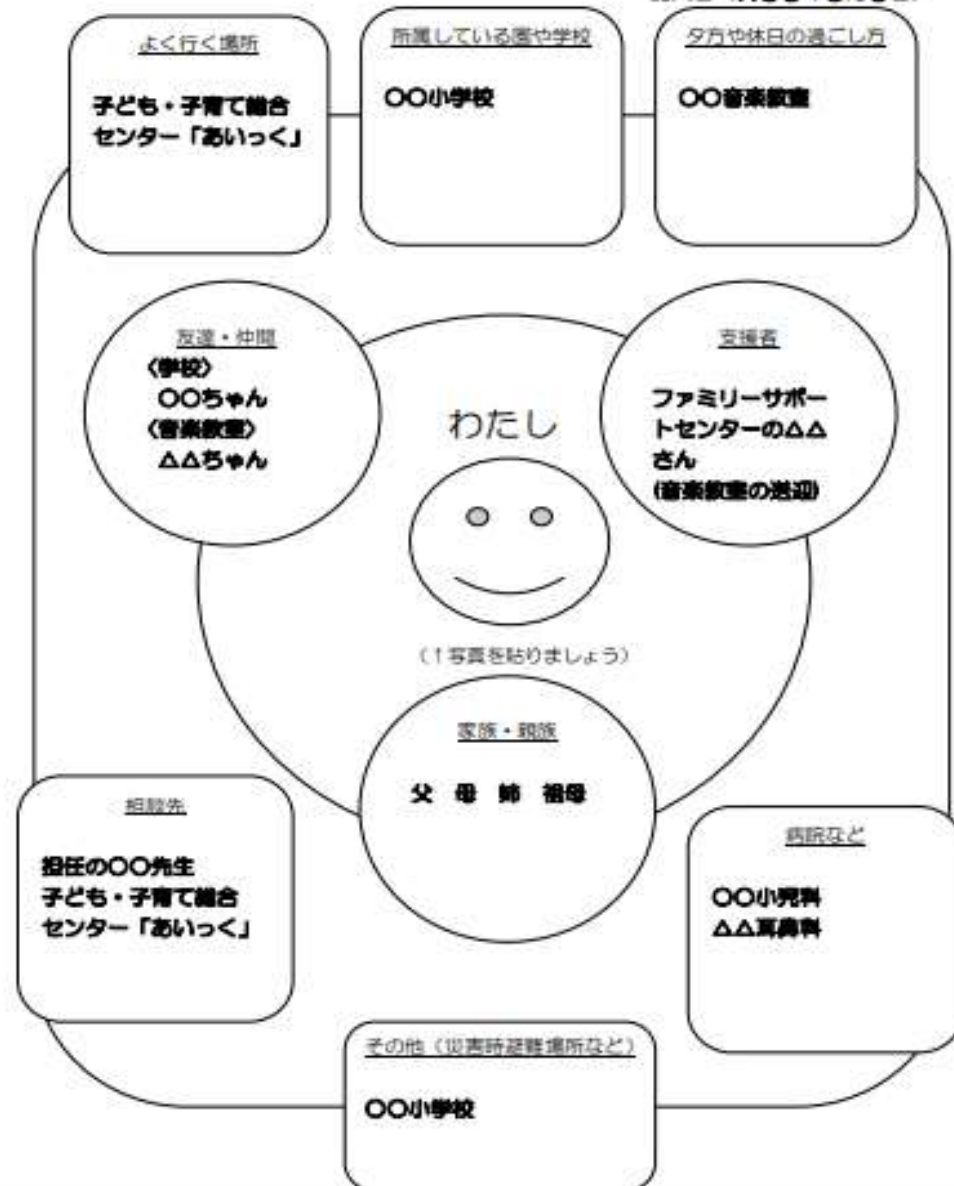 よく行く場所
子ども・子育て総合
センター「あいっく」
所属している園や学校
〇〇小学校
夕方や休日の過ごし方
〇〇音楽教室
友達・仲間
〈学校〉
〇〇ちゃん
〈音楽教室〉
△△ちゃん
わたし
支援者
ファミリーサポー
トセンターの△△
さん
(音楽教室の送迎)
(↑写真を貼りましょう)
家族・親族
父 母 姉 祖母
相談先
担任の〇〇先生
子ども・子育て総合
センター「あいっく」
病院など
〇〇小児科
△△耳鼻科
その他(災害時避難場所など)
〇〇小学校